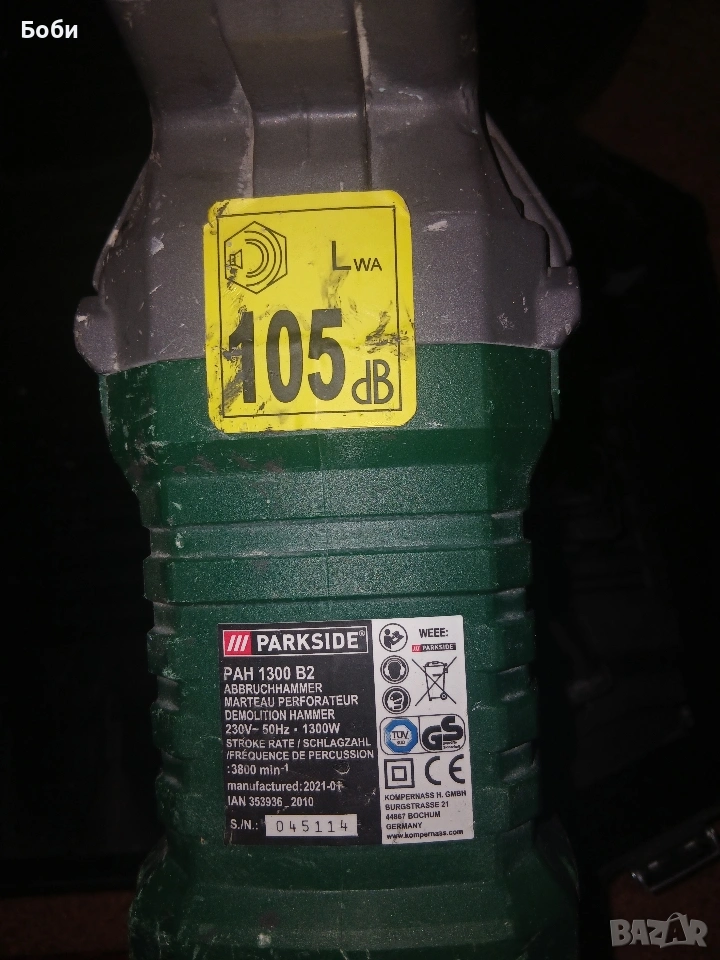 Боби
LWA
105 dB
PARKSIDE®
PAH 1300 B2
ABBRUCHHAMMER
MARTEAU PERFORATEUR
DEMOLITION HAMMER
230V~ 50Hz · 1300W
STROKE RATE / SCHLAGZAHL
/FRÉQUENCE DE PERCUSSION
:3800 min-1
manufactured: 2021-01
IAN 353936_2010
S./N.: 045114
WEEE:
PARKSIDE
TÜV
GS
CE
KOMPERNASS H. GMBH
BURGSTRASSE 21
44867 BOCHUM
GERMANY
www.kompernass.com
BAZAR